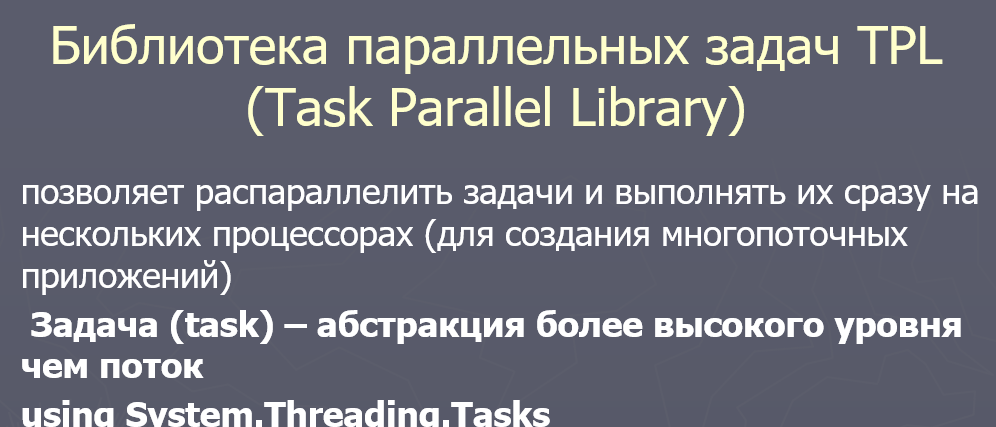 Библиотека параллельных задач TPL
(Task Parallel Library)
позволяет распараллелить задачи и выполнять их сразу на
нескольких процессорах (для создания многопоточных
приложений)
Задача (task) – абстракция более высокого уровня
чем поток
using System.Threading.Tasks